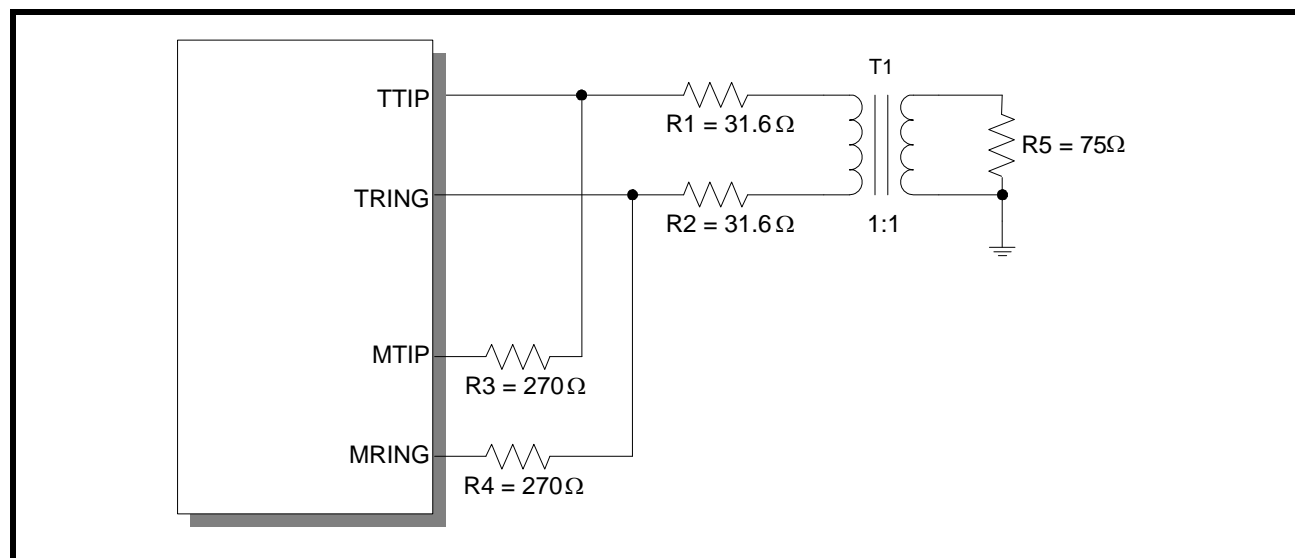 T1
TTIP
R1 = 31.6Ω
R5 = 75Ω
TRING
R2 = 31.6Ω
1:1
MTIP
R3 = 270Ω
MRING
R4 = 270Ω